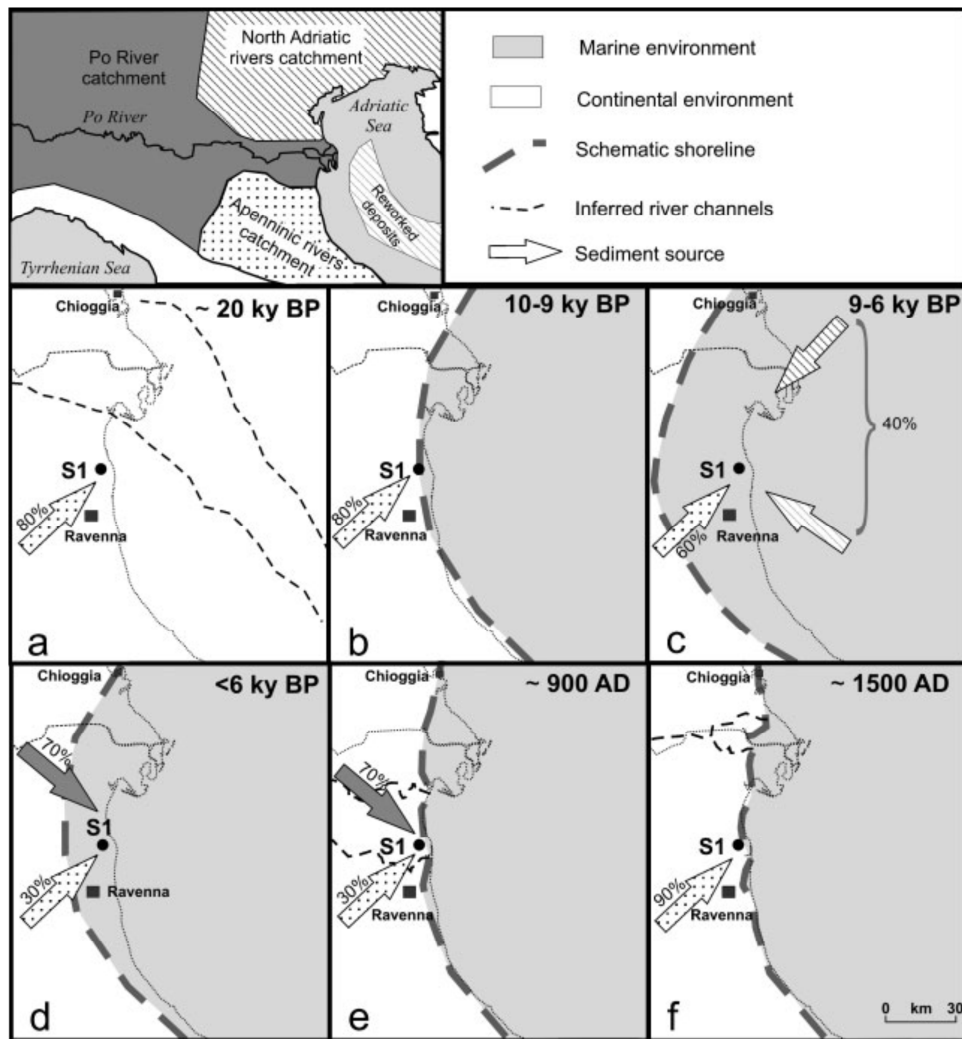 Po River
catchment
North Adriatic
rivers catchment
Po River
Adriatic
Sea
Reworked
deposits
Apenninic rivers
catchment
Tyrrhenian Sea
Marine environment
Continental environment
Schematic shoreline
Inferred river channels
Sediment source
Chioggia
~ 20 ky BP
S1
80%
Ravenna
a
Chioggia
10-9 ky BP
S1
80%
Ravenna
b
Chioggia
9-6 ky BP
40%
S1
60%
Ravenna
c
Chioggia
<6 ky BP
70%
S1
30%
Ravenna
d
Chioggia
~ 900 AD
70%
S1
30%
Ravenna
e
Chioggia
~ 1500 AD
S1
90%
Ravenna
f
0 km 30